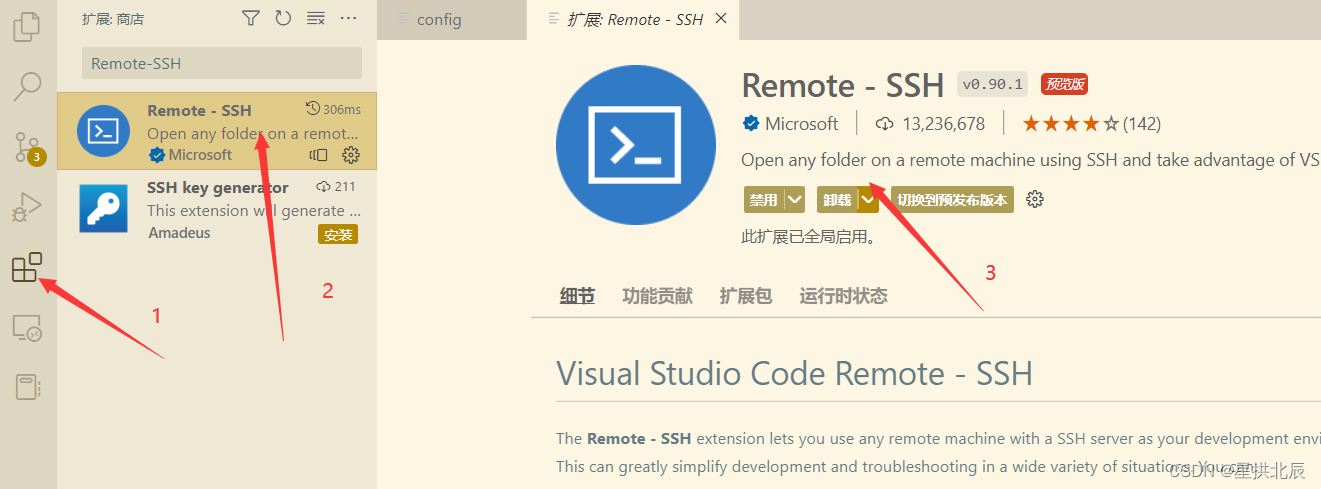 扩展: 商店
Remote-SSH
Remote - SSH 306ms
Open any folder on a remot...
Microsoft
3
SSH key generator 211
This extension will generate ...
Amadeus 安装
1
2
config
扩展: Remote - SSH
Remote - SSH v0.90.1 预览版
Microsoft 13,236,678 (142)
Open any folder on a remote machine using SSH and take advantage of VS
禁用 卸载 切换到预发布版本
此扩展已全局启用。
3
细节 功能贡献 扩展包 运行时状态
Visual Studio Code Remote - SSH
The Remote - SSH extension lets you use any remote machine with a SSH server as your development envi
This can greatly simplify development and troubleshooting in a wide variety of situations. You can:
CSDN @星拱北辰